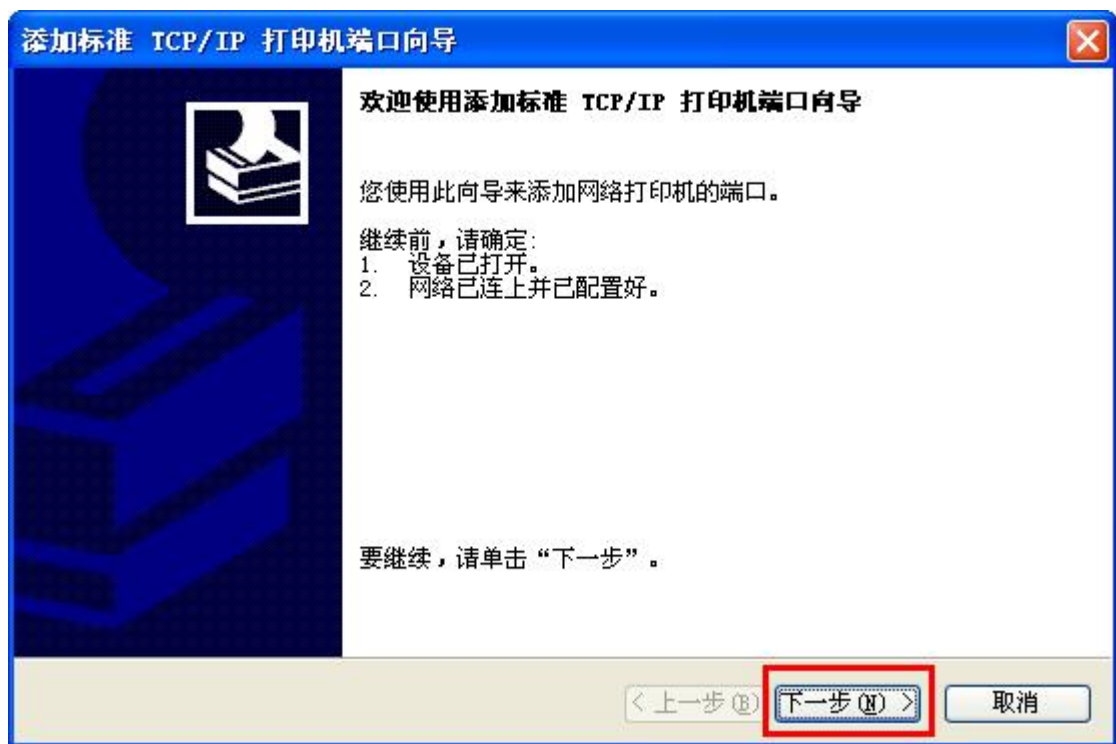 添加标准 TCP/IP 打印机端口向导
欢迎使用添加标准 TCP/IP 打印机端口向导
您使用此向导来添加网络打印机的端口。
继续前，请确定:
1. 设备已打开。
2. 网络已连上并已配置好。
要继续，请单击“下一步”。
< 上一步(B) 下一步(N) > 取消